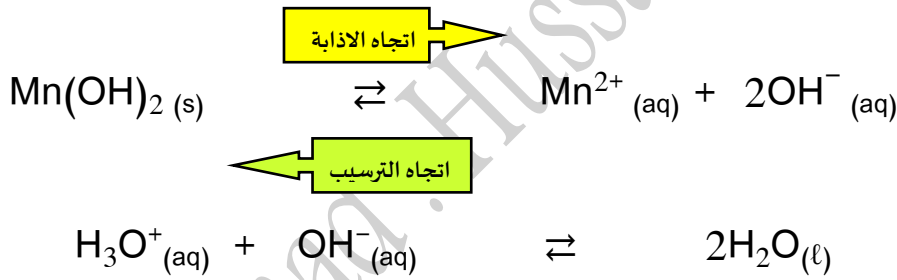 اتجاه الاذابة
Mn(OH)₂ (s) ⇄ Mn²⁺ (aq) + 2OH⁻ (aq)
اتجاه الترسيب
H₃O⁺(aq) + OH⁻(aq) ⇄ 2H₂O(ℓ)